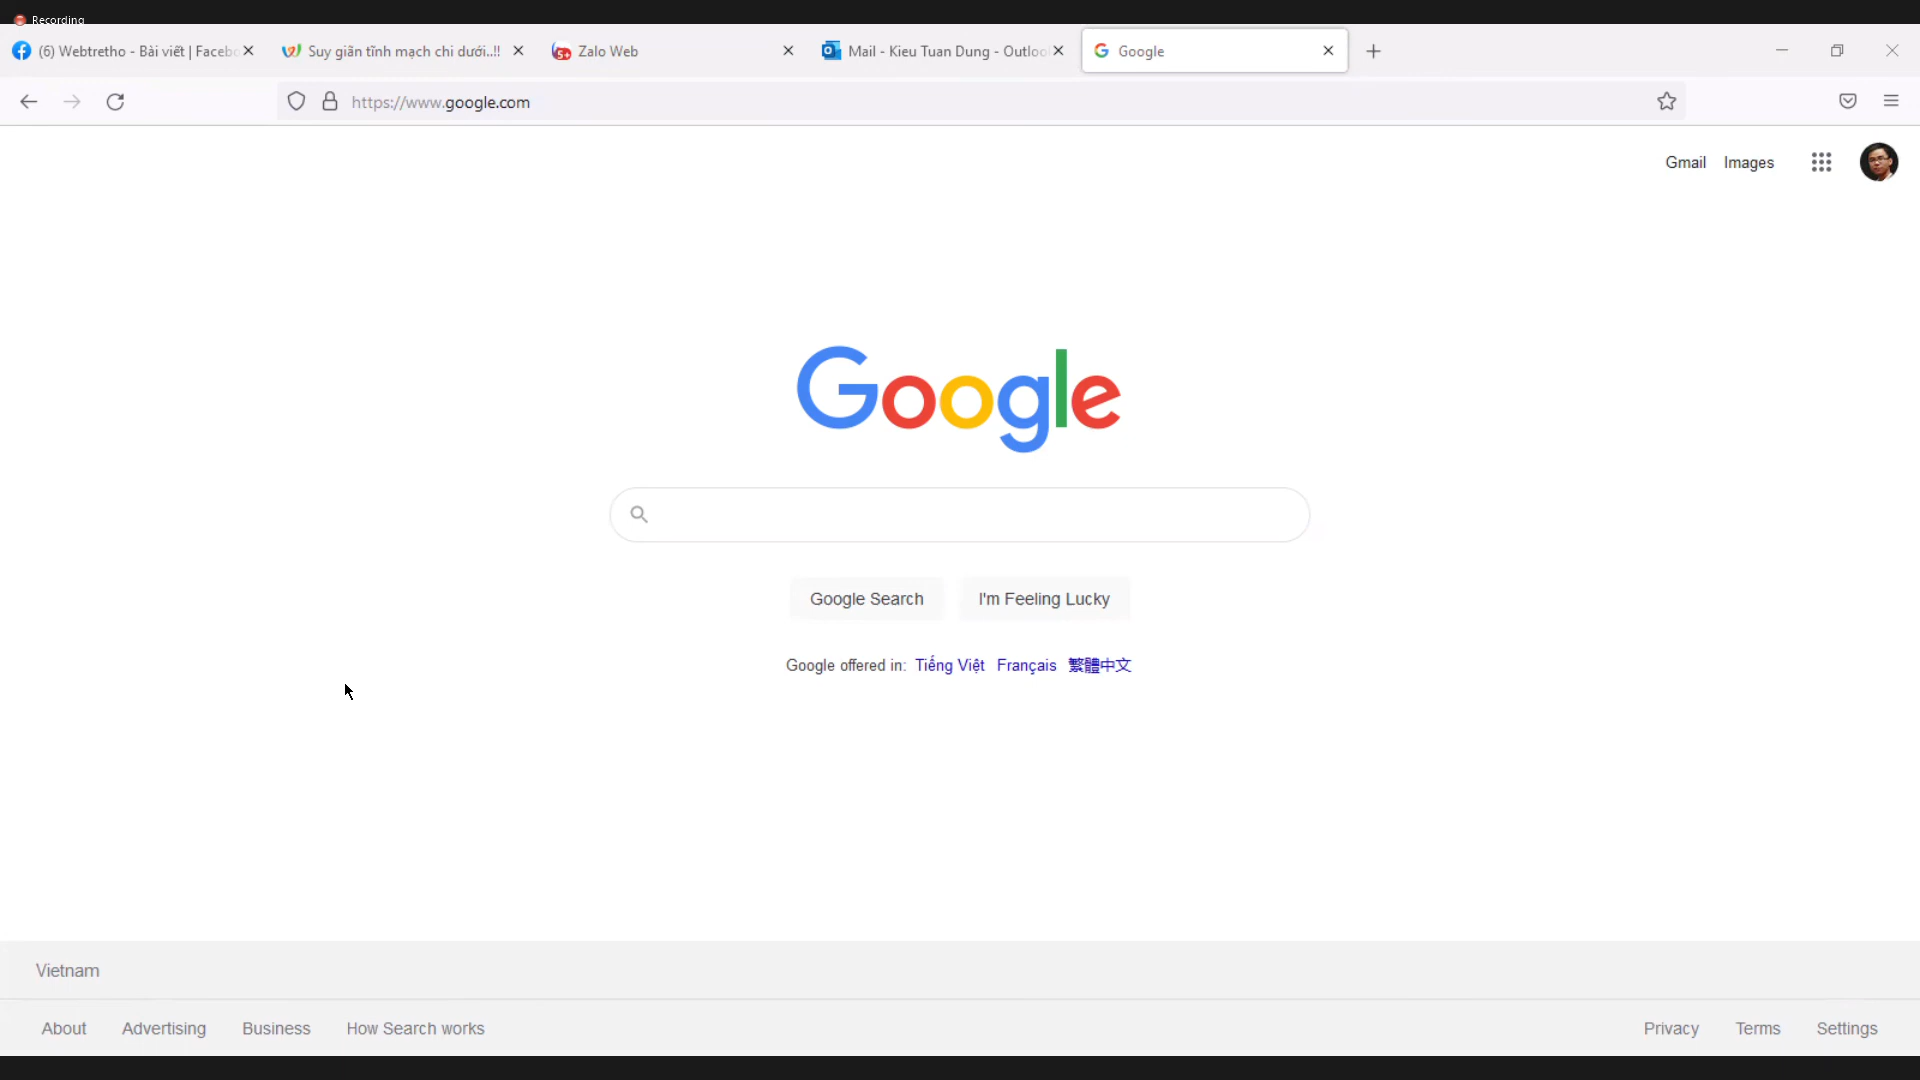 Recording
(6) Webtretho - Bài viết | Facebo
Suy giãn tĩnh mạch chi dưới..!!
Zalo Web
Mail - Kieu Tuan Dung - Outloo
Google
https://www.google.com
Gmail Images
Google
Google Search I'm Feeling Lucky
Google offered in: Tiếng Việt Français 繁體中文
Vietnam
About Advertising Business How Search works Privacy Terms Settings